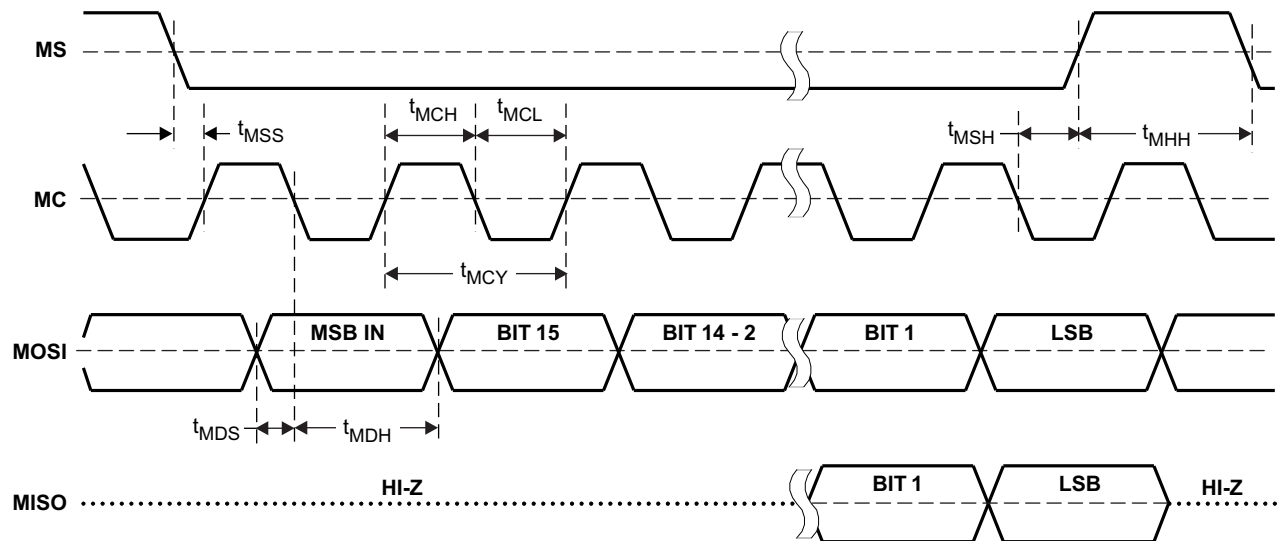 MS
tMCH
tMCL
tMSS
tMSH
tMHH
MC
tMCY
MSB IN
BIT 15
BIT 14 - 2
BIT 1
LSB
MOSI
tMDS
tMDH
HI-Z
BIT 1
LSB
HI-Z
MISO